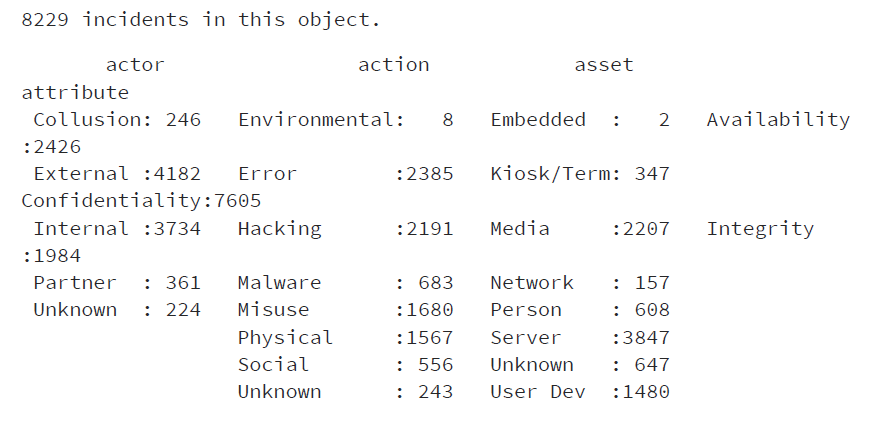 8229 incidents in this object.
actor action asset
attribute
Collusion: 246 Environmental: 8 Embedded : 2 Availability
:2426
External :4182 Error :2385 Kiosk/Term: 347
Confidentiality:7605
Internal :3734 Hacking :2191 Media :2207 Integrity
:1984
Partner : 361 Malware : 683 Network : 157
Unknown : 224 Misuse :1680 Person : 608
Physical :1567 Server :3847
Social : 556 Unknown : 647
Unknown : 243 User Dev :1480